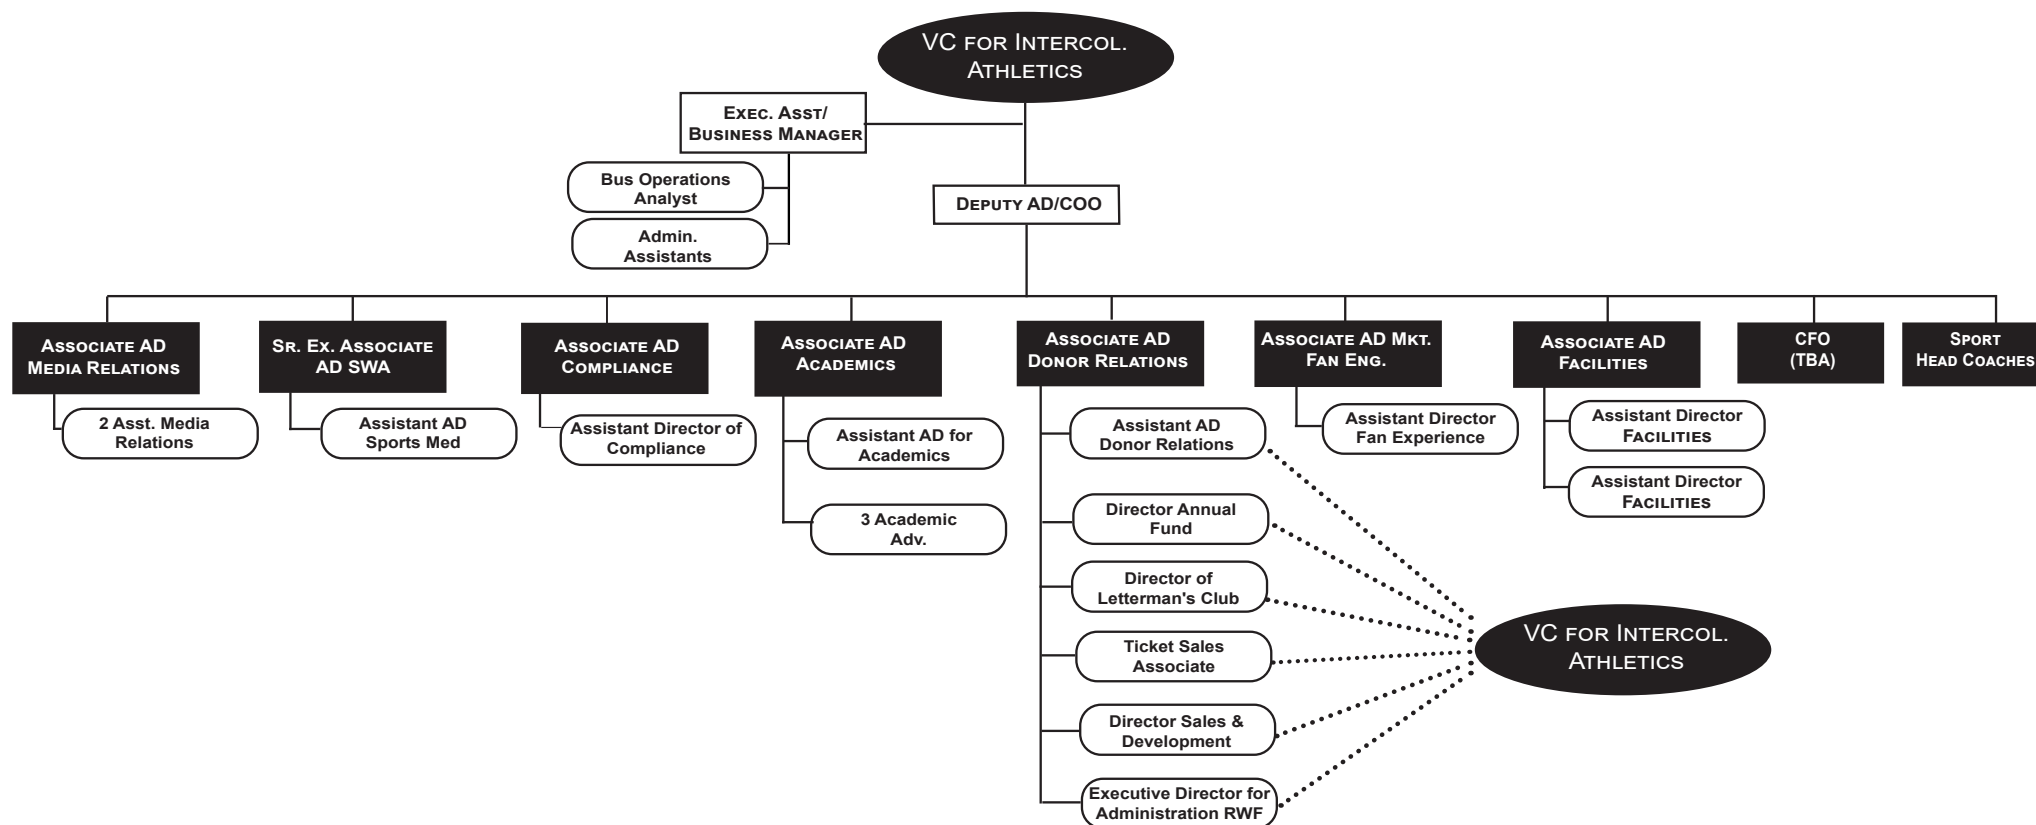 VC for Intercol.
Athletics
Exec. Asst/
Business Manager
Bus Operations
Analyst
Deputy AD/COO
Admin.
Assistants
Associate AD
Media Relations
Sr. Ex. Associate
AD SWA
Associate AD
Compliance
Associate AD
Academics
Associate AD
Donor Relations
Associate AD Mkt.
Fan Eng.
Associate AD
Facilities
CFO
(TBA)
Sport
Head Coaches
2 Asst. Media
Relations
Assistant AD
Sports Med
Assistant Director of
Compliance
Assistant AD for
Academics
3 Academic
Adv.
Assistant AD
Donor Relations
Director Annual
Fund
Director of
Letterman's Club
Ticket Sales
Associate
Director Sales &
Development
Executive Director for
Administration RWF
Assistant Director
Fan Experience
Assistant Director
Facilities
Assistant Director
Facilities
VC for Intercol.
Athletics